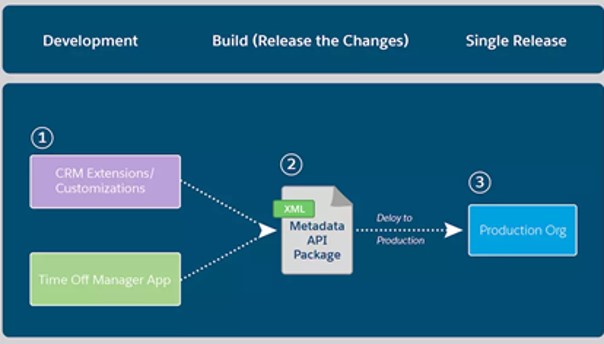 Development
Build (Release the Changes)
Single Release
1
CRM Extensions/
Customizations
Time Off Manager App
2
XML
Metadata
API
Package
Deloy to
Production
3
Production Org